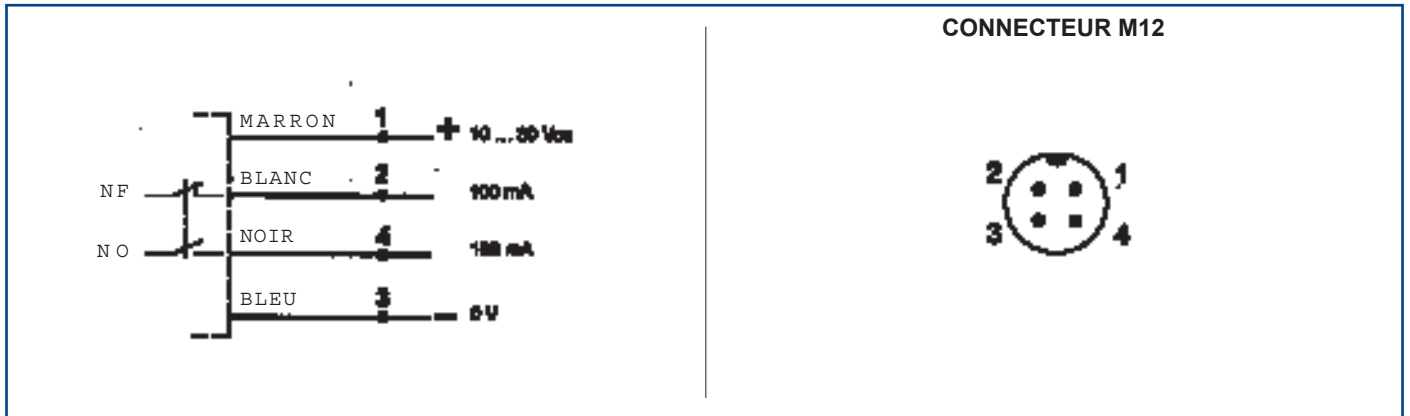 CONNECTEUR M12
MARRON 1 + 10 ... 30 Vcc
NF BLANC 2 100 mA
NO NOIR 4
BLEU 3 - 0 V
2 1
3 4